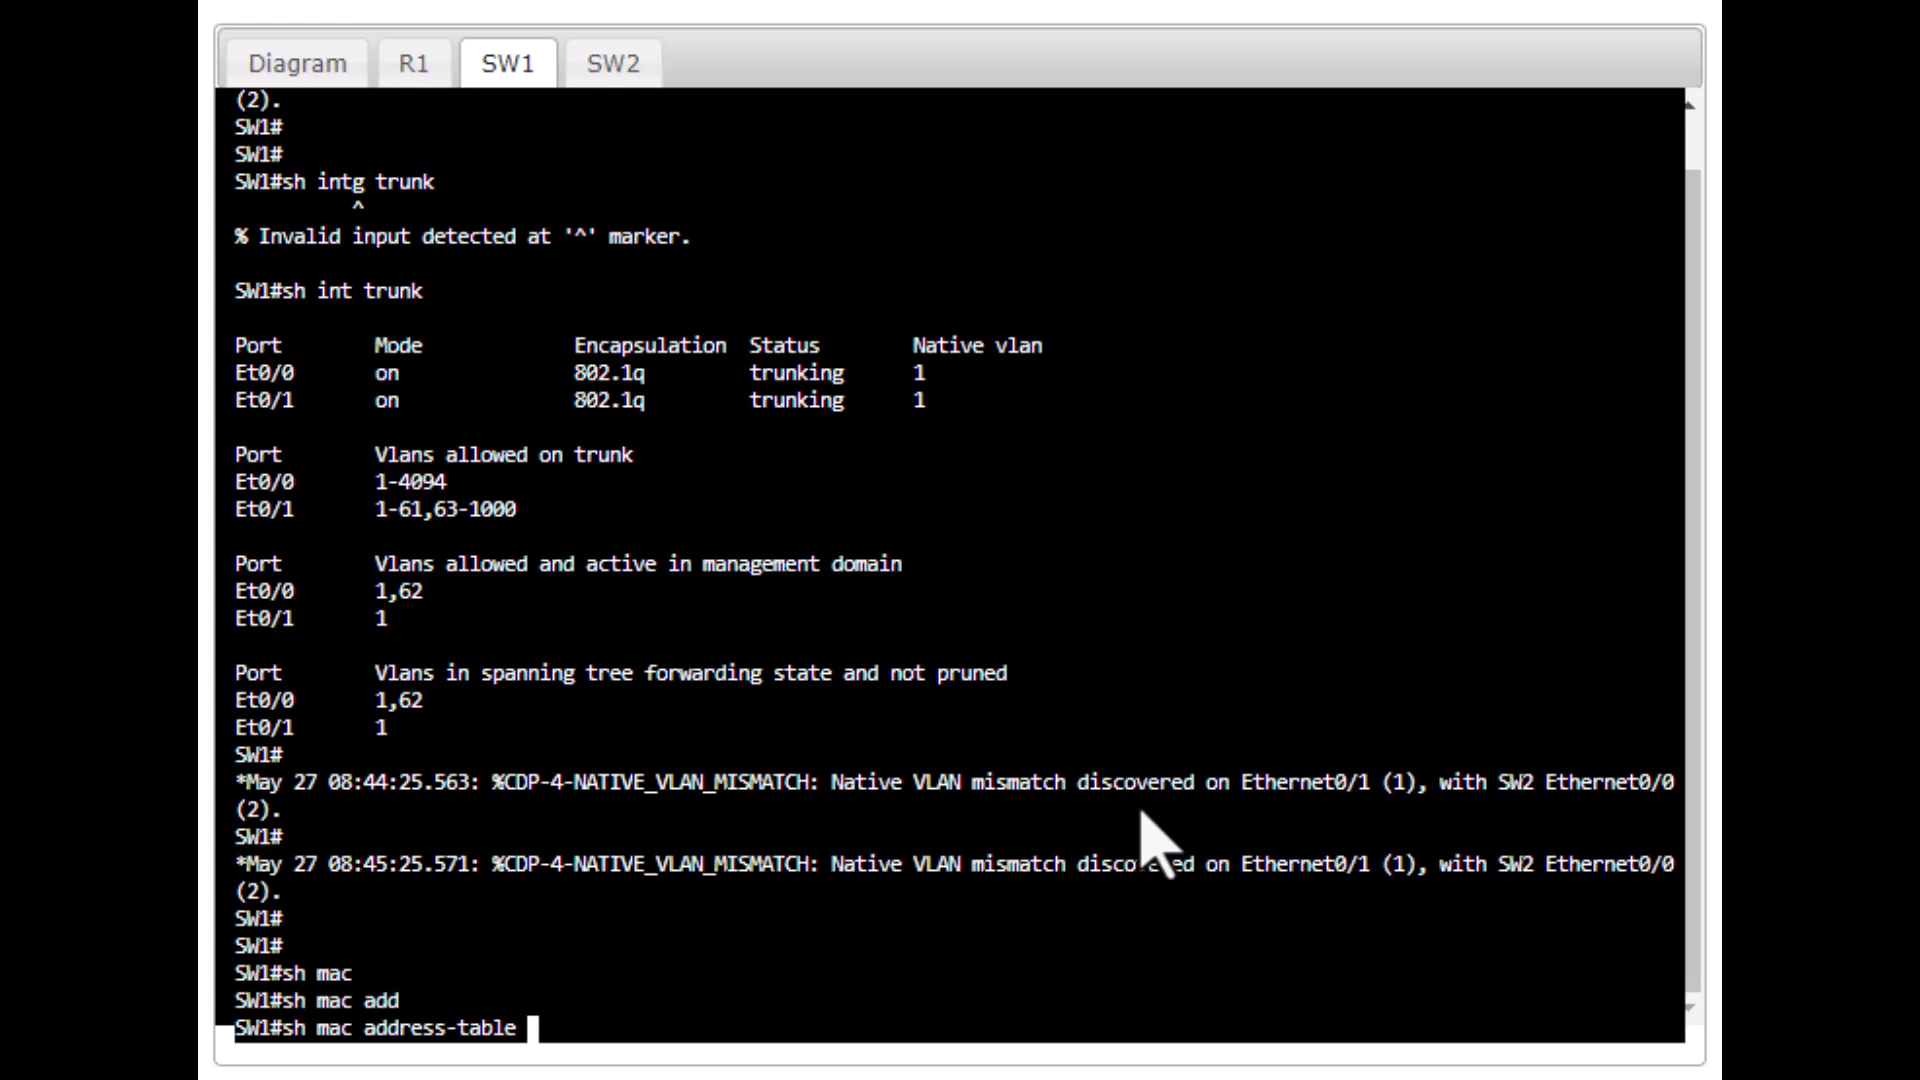 Diagram R1 SW1 SW2
(2).
SW1#
SW1#
SW1#sh intg trunk
^
% Invalid input detected at '^' marker.
SW1#sh int trunk
Port Mode Encapsulation Status Native vlan
Et0/0 on 802.1q trunking 1
Et0/1 on 802.1q trunking 1
Port Vlans allowed on trunk
Et0/0 1-4094
Et0/1 1-61,63-1000
Port Vlans allowed and active in management domain
Et0/0 1,62
Et0/1 1
Port Vlans in spanning tree forwarding state and not pruned
Et0/0 1,62
Et0/1 1
SW1#
*May 27 08:44:25.563: %CDP-4-NATIVE_VLAN_MISMATCH: Native VLAN mismatch discovered on Ethernet0/1 (1), with SW2 Ethernet0/0
(2).
SW1#
*May 27 08:45:25.571: %CDP-4-NATIVE_VLAN_MISMATCH: Native VLAN mismatch discovered on Ethernet0/1 (1), with SW2 Ethernet0/0
(2).
SW1#
SW1#
SW1#sh mac
SW1#sh mac add
SW1#sh mac address-table